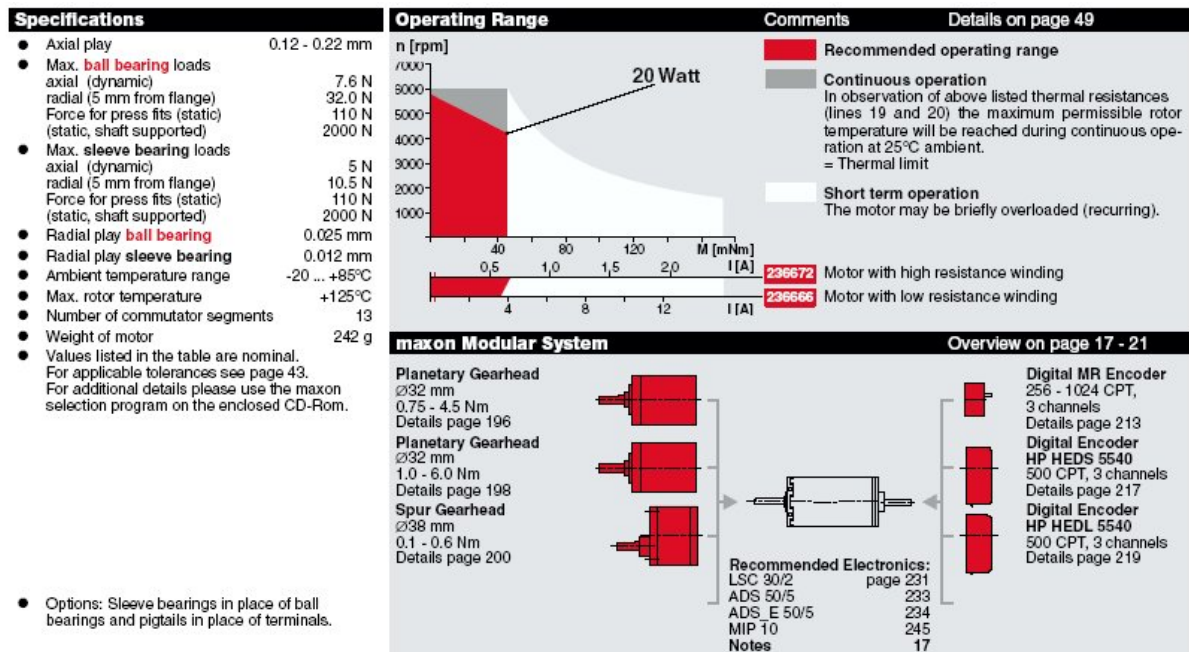 Specifications
● Axial play 0.12 - 0.22 mm
● Max. ball bearing loads
axial (dynamic) 7.6 N
radial (5 mm from flange) 32.0 N
Force for press fits (static) 110 N
(static, shaft supported) 2000 N
● Max. sleeve bearing loads
axial (dynamic) 5 N
radial (5 mm from flange) 10.5 N
Force for press fits (static) 110 N
(static, shaft supported) 2000 N
● Radial play ball bearing 0.025 mm
● Radial play sleeve bearing 0.012 mm
● Ambient temperature range -20 ... +85°C
● Max. rotor temperature +125°C
● Number of commutator segments 13
● Weight of motor 242 g
● Values listed in the table are nominal.
For applicable tolerances see page 43.
For additional details please use the maxon
selection program on the enclosed CD-Rom.
● Options: Sleeve bearings in place of ball
bearings and pigtails in place of terminals.
Operating Range Comments Details on page 49
n [rpm]
7000
6000
5000
4000
3000
2000
1000
20 Watt
40 80 120 M [mNm]
0,5 1,0 1,5 2,0 I [A]
4 8 12 I [A]
Recommended operating range
Continuous operation
In observation of above listed thermal resistances
(lines 19 and 20) the maximum permissible rotor
temperature will be reached during continuous ope-
ration at 25°C ambient.
= Thermal limit
Short term operation
The motor may be briefly overloaded (recurring).
236672 Motor with high resistance winding
236666 Motor with low resistance winding
maxon Modular System Overview on page 17 - 21
Planetary Gearhead
Ø32 mm
0.75 - 4.5 Nm
Details page 196
Planetary Gearhead
Ø32 mm
1.0 - 6.0 Nm
Details page 198
Spur Gearhead
Ø38 mm
0.1 - 0.6 Nm
Details page 200
Recommended Electronics:
LSC 30/2 page 231
ADS 50/5 233
ADS_E 50/5 234
MIP 10 245
Notes 17
Digital MR Encoder
256 - 1024 CPT,
3 channels
Details page 213
Digital Encoder
HP HEDS 5540
500 CPT, 3 channels
Details page 217
Digital Encoder
HP HEDL 5540
500 CPT, 3 channels
Details page 219